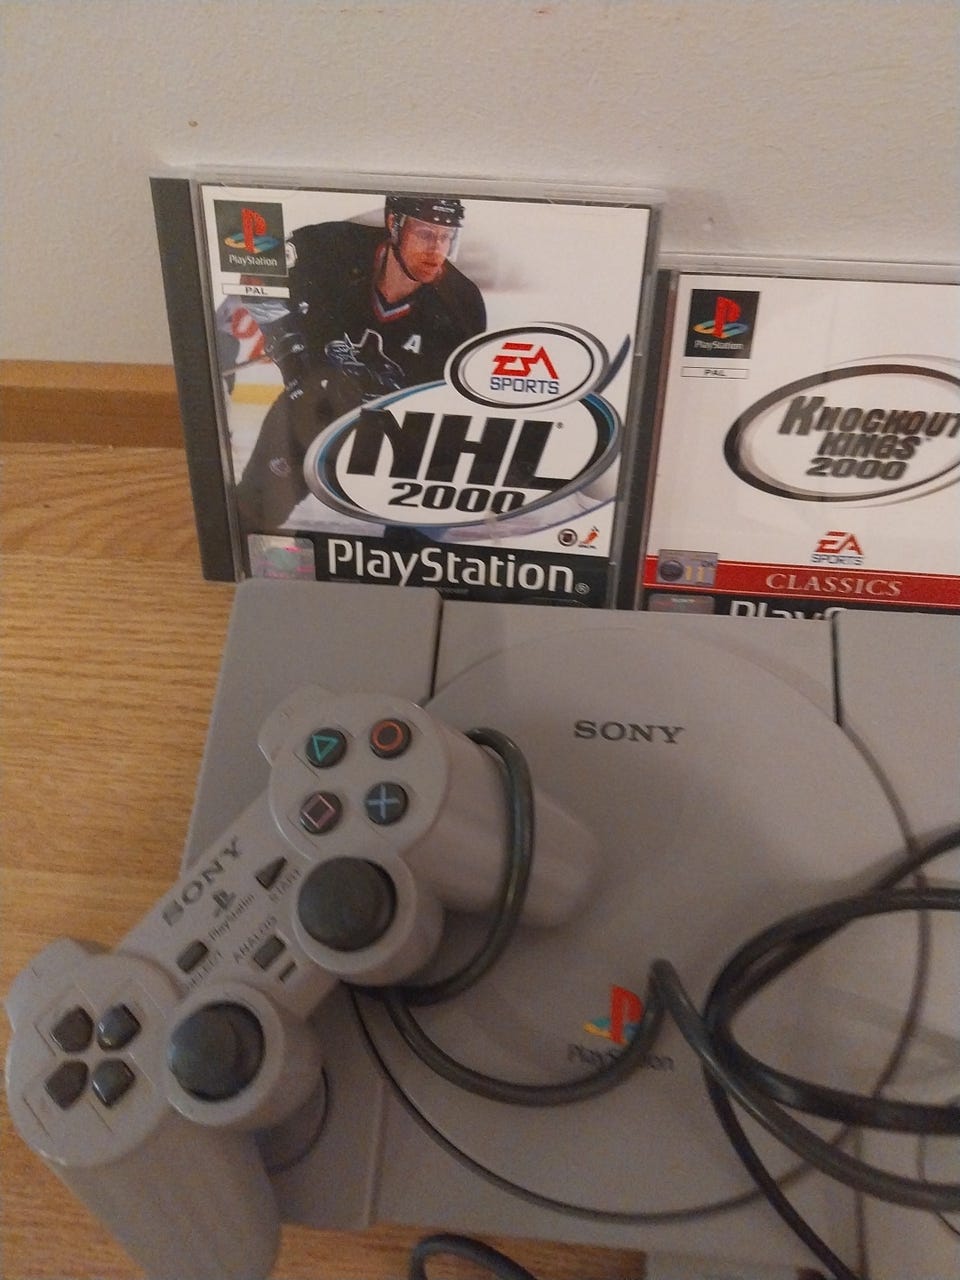 PlayStation
PAL
A
EA
SPORTS
NHL
2000
PlayStation®
PlayStation
PAL
KNOCKOUT
KINGS
2000
EA
SPORTS
11
CLASSICS
SONY
SONY
PlayStation
START
ANALOG
SELECT
PlayStation